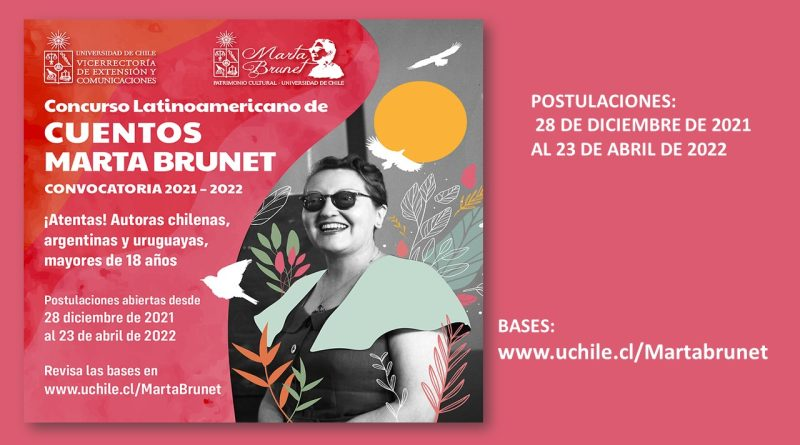 UNIVERSIDAD DE CHILE
VICERRECTORÍA
DE EXTENSIÓN Y
COMUNICACIONES
Marta
Brunet
PATRIMONIO CULTURAL - UNIVERSIDAD DE CHILE
Concurso Latinoamericano de
CUENTOS
MARTA BRUNET
CONVOCATORIA 2021 – 2022
¡Atentas! Autoras chilenas,
argentinas y uruguayas,
mayores de 18 años
Postulaciones abiertas desde
28 diciembre de 2021
al 23 de abril de 2022
Revisa las bases en
www.uchile.cl/MartaBrunet
POSTULACIONES:
28 DE DICIEMBRE DE 2021
AL 23 DE ABRIL DE 2022
BASES:
www.uchile.cl/Martabrunet